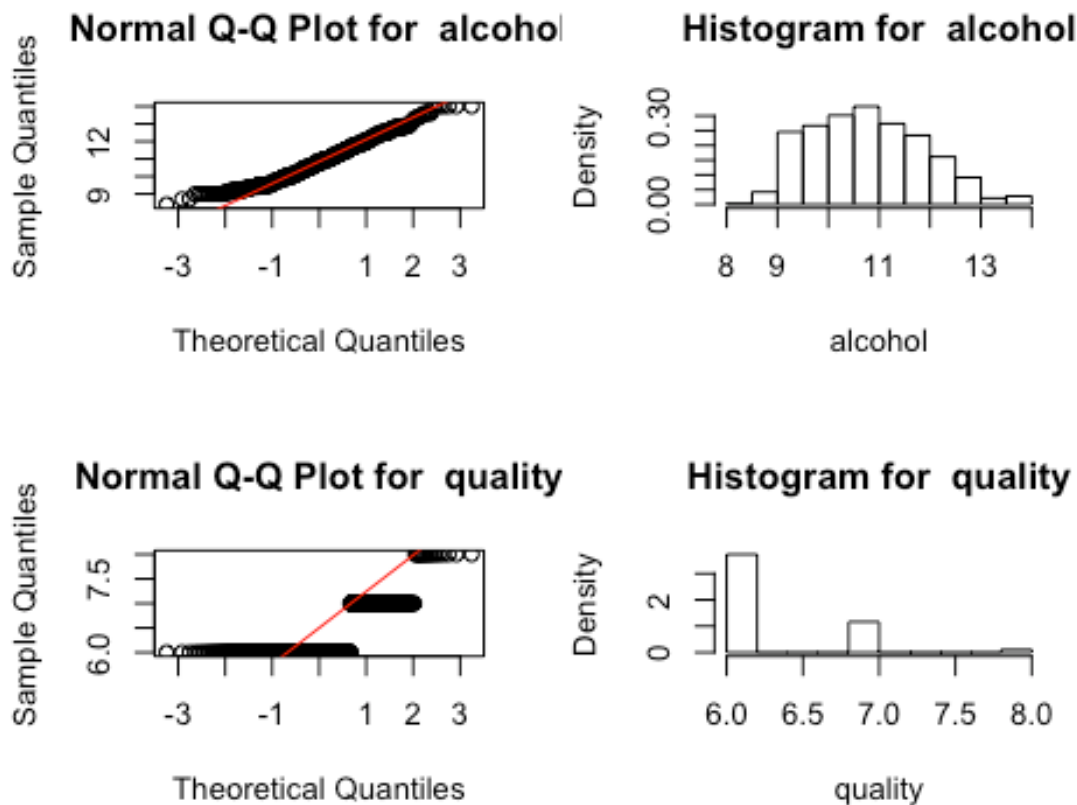 Normal Q-Q Plot for alcohol
Sample Quantiles
12
9
-3 -1 1 2 3
Theoretical Quantiles
Histogram for alcohol
Density
0.30
0.00
8 9 11 13
alcohol
Normal Q-Q Plot for quality
Sample Quantiles
7.5
6.0
-3 -1 1 2 3
Theoretical Quantiles
Histogram for quality
Density
2
0
6.0 6.5 7.0 7.5 8.0
quality